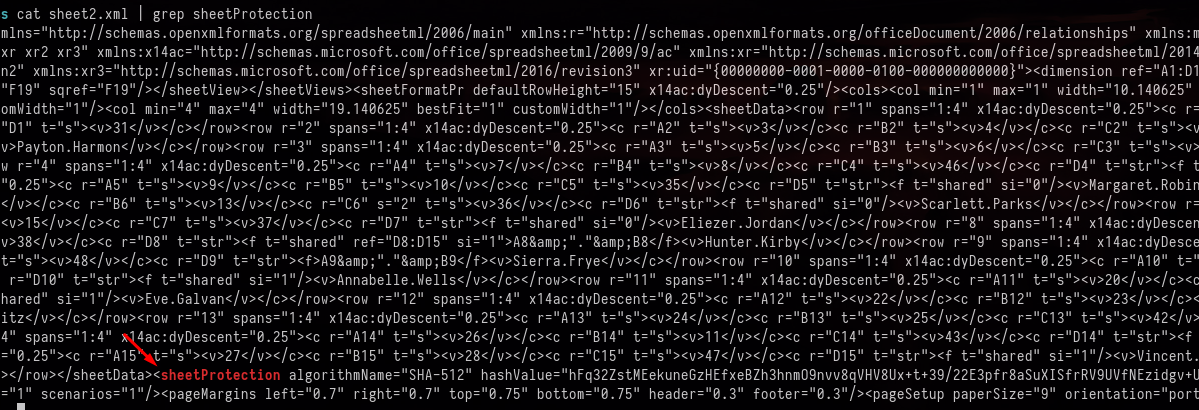 s cat sheet2.xml | grep sheetProtection
mlns="http://schemas.openxmlformats.org/spreadsheetml/2006/main" xmlns:r="http://schemas.openxmlformats.org/officeDocument/2006/relationships" xmlns:m
xr xr2 xr3" xmlns:x14ac="http://schemas.microsoft.com/office/spreadsheetml/2009/9/ac" xmlns:xr="http://schemas.microsoft.com/office/spreadsheetml/2014
n2" xmlns:xr3="http://schemas.microsoft.com/office/spreadsheetml/2016/revision3" xr:uid="{00000000-0001-0000-0100-000000000000}"><dimension ref="A1:D1
"F19" sqref="F19"/></sheetView></sheetViews><sheetFormatPr defaultRowHeight="15" x14ac:dyDescent="0.25"/><cols><col min="1" max="1" width="10.140625"
omWidth="1"/><col min="4" max="4" width="19.140625" bestFit="1" customWidth="1"/></cols><sheetData><row r="1" spans="1:4" x14ac:dyDescent="0.25"><c r=
"D1" t="s"><v>31</v></c></row><row r="2" spans="1:4" x14ac:dyDescent="0.25"><c r="A2" t="s"><v>3</v></c><c r="B2" t="s"><v>4</v></c><c r="C2" t="s"><v
v>Payton.Harmon</v></c></row><row r="3" spans="1:4" x14ac:dyDescent="0.25"><c r="A3" t="s"><v>5</v></c><c r="B3" t="s"><v>6</v></c><c r="C3" t="s"><v>
w r="4" spans="1:4" x14ac:dyDescent="0.25"><c r="A4" t="s"><v>7</v></c><c r="B4" t="s"><v>8</v></c><c r="C4" t="s"><v>46</v></c><c r="D4" t="str"><f t
"0.25"><c r="A5" t="s"><v>9</v></c><c r="B5" t="s"><v>10</v></c><c r="C5" t="s"><v>35</v></c><c r="D5" t="str"><f t="shared" si="0"/><v>Margaret.Robin
</v></c><c r="B6" t="s"><v>13</v></c><c r="C6" s="2" t="s"><v>36</v></c><c r="D6" t="str"><f t="shared" si="0"/><v>Scarlett.Parks</v></c></row><row r=
<v>15</v></c><c r="C7" t="s"><v>37</v></c><c r="D7" t="str"><f t="shared" si="0"/><v>Eliezer.Jordan</v></c></row><row r="8" spans="1:4" x14ac:dyDescen
v>38</v></c><c r="D8" t="str"><f t="shared" ref="D8:D15" si="1">A8&amp;"."&amp;B8</f><v>Hunter.Kirby</v></c></row><row r="9" spans="1:4" x14ac:dyDesce
t="s"><v>48</v></c><c r="D9" t="str"><f>A9&amp;"."&amp;B9</f><v>Sierra.Frye</v></c></row><row r="10" spans="1:4" x14ac:dyDescent="0.25"><c r="A10" t="
r="D10" t="str"><f t="shared" si="1"/><v>Annabelle.Wells</v></c></row><row r="11" spans="1:4" x14ac:dyDescent="0.25"><c r="A11" t="s"><v>20</v></c><c
hared" si="1"/><v>Eve.Galvan</v></c></row><row r="12" spans="1:4" x14ac:dyDescent="0.25"><c r="A12" t="s"><v>22</v></c><c r="B12" t="s"><v>23</v></c><
itz</v></c></row><row r="13" spans="1:4" x14ac:dyDescent="0.25"><c r="A13" t="s"><v>24</v></c><c r="B13" t="s"><v>25</v></c><c r="C13" t="s"><v>42</v>
4" spans="1:4" x14ac:dyDescent="0.25"><c r="A14" t="s"><v>26</v></c><c r="B14" t="s"><v>11</v></c><c r="C14" t="s"><v>43</v></c><c r="D14" t="str"><f
="0.25"><c r="A15" t="s"><v>27</v></c><c r="B15" t="s"><v>28</v></c><c r="C15" t="s"><v>47</v></c><c r="D15" t="str"><f t="shared" si="1"/><v>Vincent.
></row></sheetData><sheetProtection algorithmName="SHA-512" hashValue="hFq32ZstMEekuneGzHEfxeBZh3hnmO9nvv8qVHV8Ux+t+39/22E3pfr8aSuXISfrRV9UVfNEzidgv+U
="1" scenarios="1"/><pageMargins left="0.7" right="0.7" top="0.75" bottom="0.75" header="0.3" footer="0.3"/><pageSetup paperSize="9" orientation="port